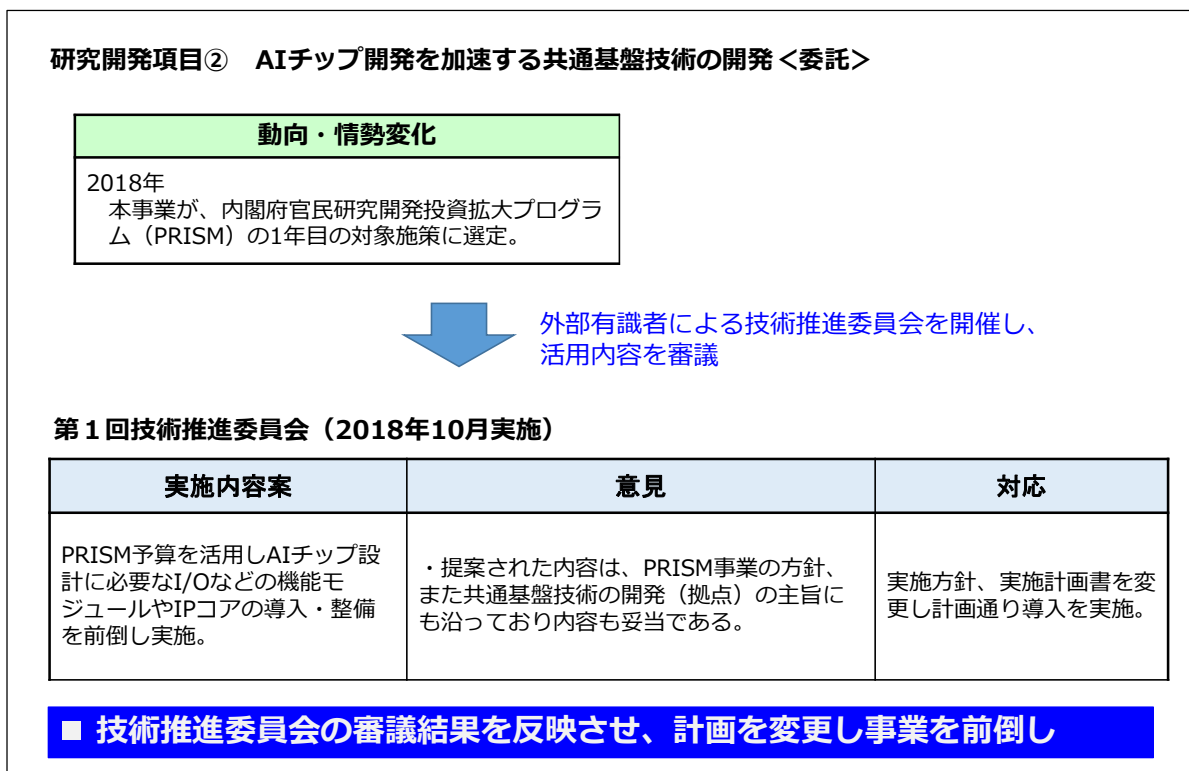 研究開発項目②　AIチップ開発を加速する共通基盤技術の開発＜委託＞
動向・情勢変化
2018年
本事業が、内閣府官民研究開発投資拡大プログラ
ム（PRISM）の1年目の対象施策に選定。
外部有識者による技術推進委員会を開催し、
活用内容を審議
第１回技術推進委員会（2018年10月実施）
実施内容案
意見
対応
PRISM予算を活用しAIチップ設
計に必要なI/Oなどの機能モ
ジュールやIPコアの導入・整備
を前倒し実施。
・提案された内容は、PRISM事業の方針、
また共通基盤技術の開発（拠点）の主旨に
も沿っており内容も妥当である。
実施方針、実施計画書を変
更し計画通り導入を実施。
■ 技術推進委員会の審議結果を反映させ、計画を変更し事業を前倒し